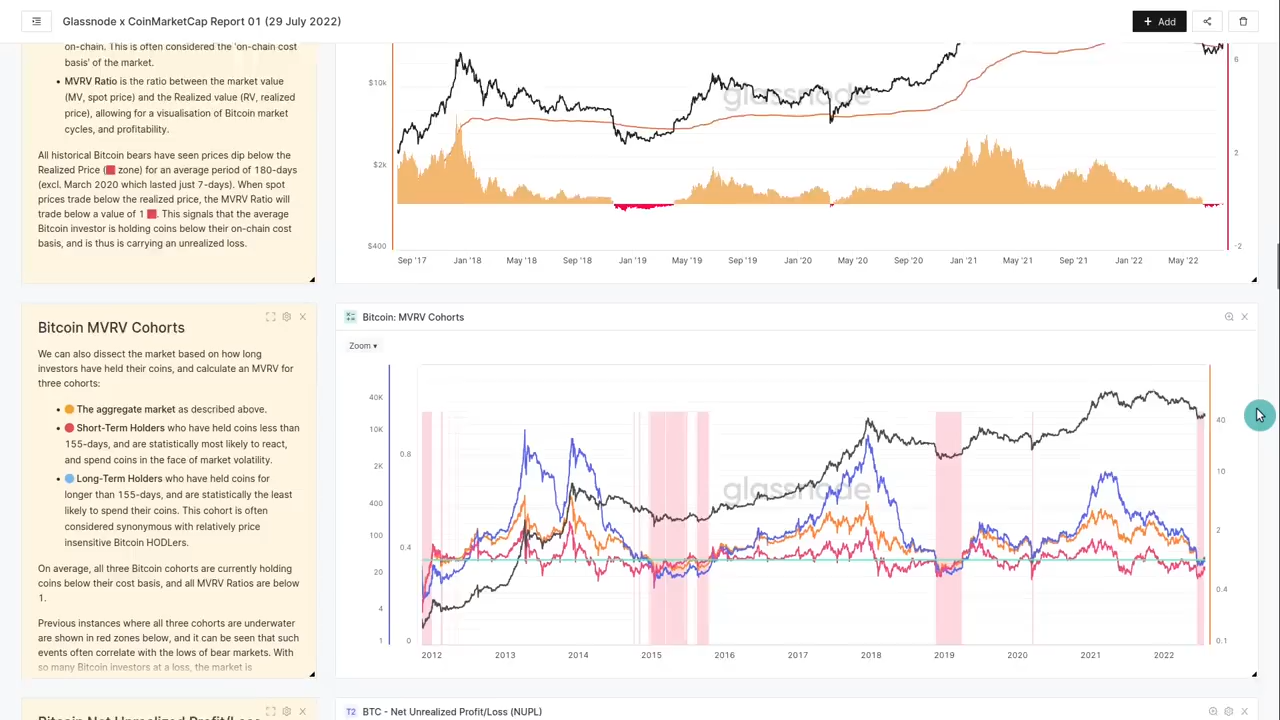 Glassnode x CoinMarketCap Report 01 (29 July 2022)
+ Add
on-chain. This is often considered the 'on-chain cost
basis' of the market.
• MVRV Ratio is the ratio between the market value
(MV, spot price) and the Realized value (RV, realized
price), allowing for a visualisation of Bitcoin market
cycles, and profitability.
All historical Bitcoin bears have seen prices dip below the
Realized Price (🟥 zone) for an average period of 180-days
(excl. March 2020 which lasted just 7-days). When spot
prices trade below the realized price, the MVRV Ratio will
trade below a value of 1 🟥. This signals that the average
Bitcoin investor is holding coins below their on-chain cost
basis, and is thus is carrying an unrealized loss.
glassnode
$10k
$2k
$400
6
2
-2
Sep '17 Jan '18 May '18 Sep '18 Jan '19 May '19 Sep '19 Jan '20 May '20 Sep '20 Jan '21 May '21 Sep '21 Jan '22 May '22
Bitcoin MVRV Cohorts
We can also dissect the market based on how long
investors have held their coins, and calculate an MVRV for
three cohorts:
• 🟠 The aggregate market as described above.
• 🔴 Short-Term Holders who have held coins less than
155-days, and are statistically most likely to react,
and spend coins in the face of market volatility.
• 🔵 Long-Term Holders who have held coins for
longer than 155-days, and are statistically the least
likely to spend their coins. This cohort is often
considered synonymous with relatively price
insensitive Bitcoin HODLers.
On average, all three Bitcoin cohorts are currently holding
coins below their cost basis, and all MVRV Ratios are below
1.
Previous instances where all three cohorts are underwater
are shown in red zones below, and it can be seen that such
events often correlate with the lows of bear markets. With
so many Bitcoin investors at a loss, the market is
Bitcoin: MVRV Cohorts
Zoom ▾
glassnode
40K
10K
2K
400
100
20
4
1
0.8
0.4
0
40
10
2
0.4
0.1
2012 2013 2014 2015 2016 2017 2018 2019 2020 2021 2022
Bitcoin Net Unrealized Profit/Loss
T2 BTC - Net Unrealized Profit/Loss (NUPL)